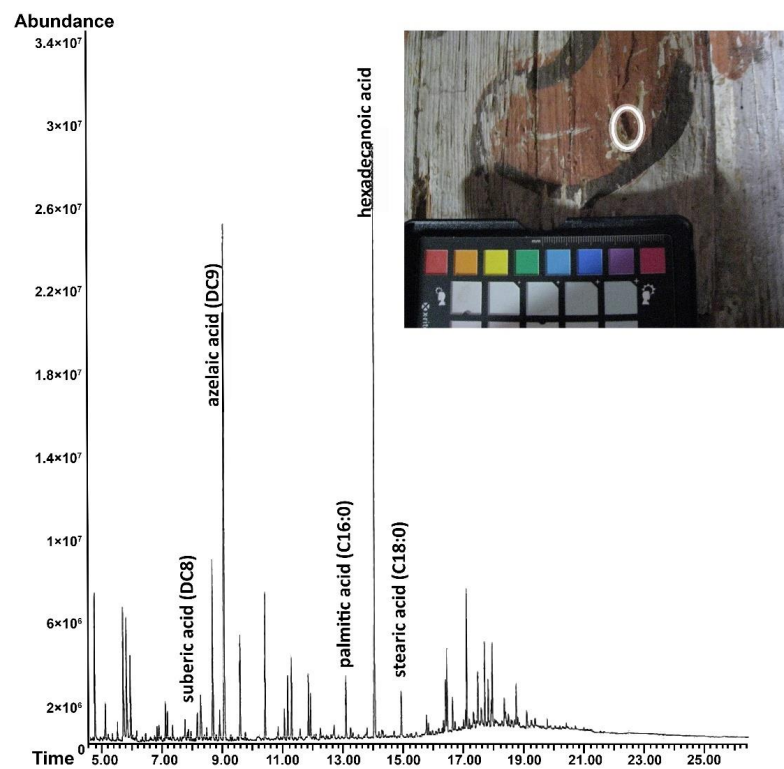 Abundance
3.4×10⁷
3×10⁷
2.6×10⁷
2.2×10⁷
1.8×10⁷
1.4×10⁷
1×10⁷
6×10⁶
2×10⁶
0
suberic acid (DC8)
azelaic acid (DC9)
palmitic acid (C16:0)
hexadecanoic acid
stearic acid (C18:0)
mm
Time
5.00 7.00 9.00 11.00 13.00 15.00 17.00 19.00 21.00 23.00 25.00